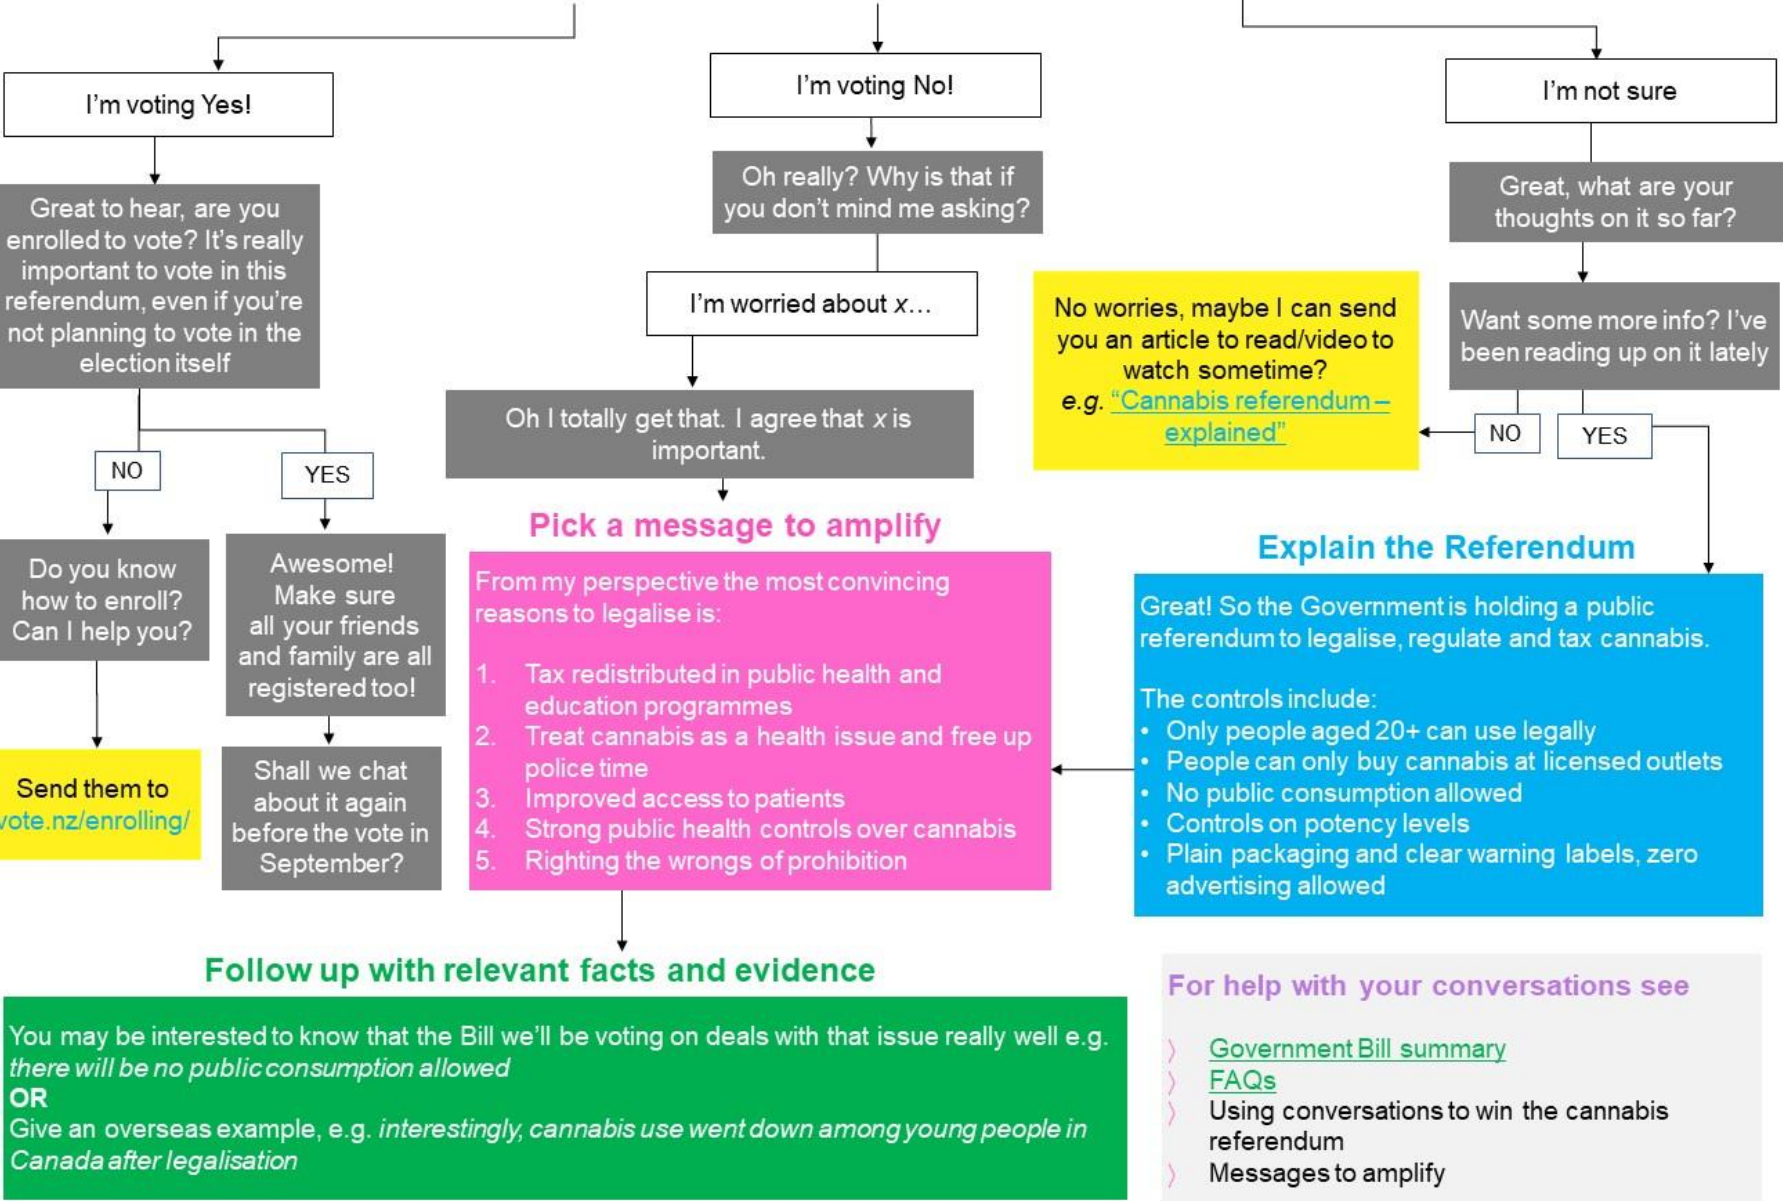 I'm voting Yes!
Great to hear, are you
enrolled to vote? It's really
important to vote in this
referendum, even if you're
not planning to vote in the
election itself
NO
YES
Do you know
how to enroll?
Can I help you?
Send them to
vote.nz/enrolling/
Awesome!
Make sure
all your friends
and family are all
registered too!
Shall we chat
about it again
before the vote in
September?
I'm voting No!
Oh really? Why is that if
you don't mind me asking?
I'm worried about x…
Oh I totally get that. I agree that x is
important.
Pick a message to amplify
From my perspective the most convincing
reasons to legalise is:
1. Tax redistributed in public health and
education programmes
2. Treat cannabis as a health issue and free up
police time
3. Improved access to patients
4. Strong public health controls over cannabis
5. Righting the wrongs of prohibition
Follow up with relevant facts and evidence
You may be interested to know that the Bill we'll be voting on deals with that issue really well e.g.
there will be no public consumption allowed
OR
Give an overseas example, e.g. interestingly, cannabis use went down among young people in
Canada after legalisation
I'm not sure
Great, what are your
thoughts on it so far?
Want some more info? I've
been reading up on it lately
NO
YES
No worries, maybe I can send
you an article to read/video to
watch sometime?
e.g. "Cannabis referendum –
explained"
Explain the Referendum
Great! So the Government is holding a public
referendum to legalise, regulate and tax cannabis.
The controls include:
• Only people aged 20+ can use legally
• People can only buy cannabis at licensed outlets
• No public consumption allowed
• Controls on potency levels
• Plain packaging and clear warning labels, zero
advertising allowed
For help with your conversations see
〉 Government Bill summary
〉 FAQs
〉 Using conversations to win the cannabis
referendum
〉 Messages to amplify